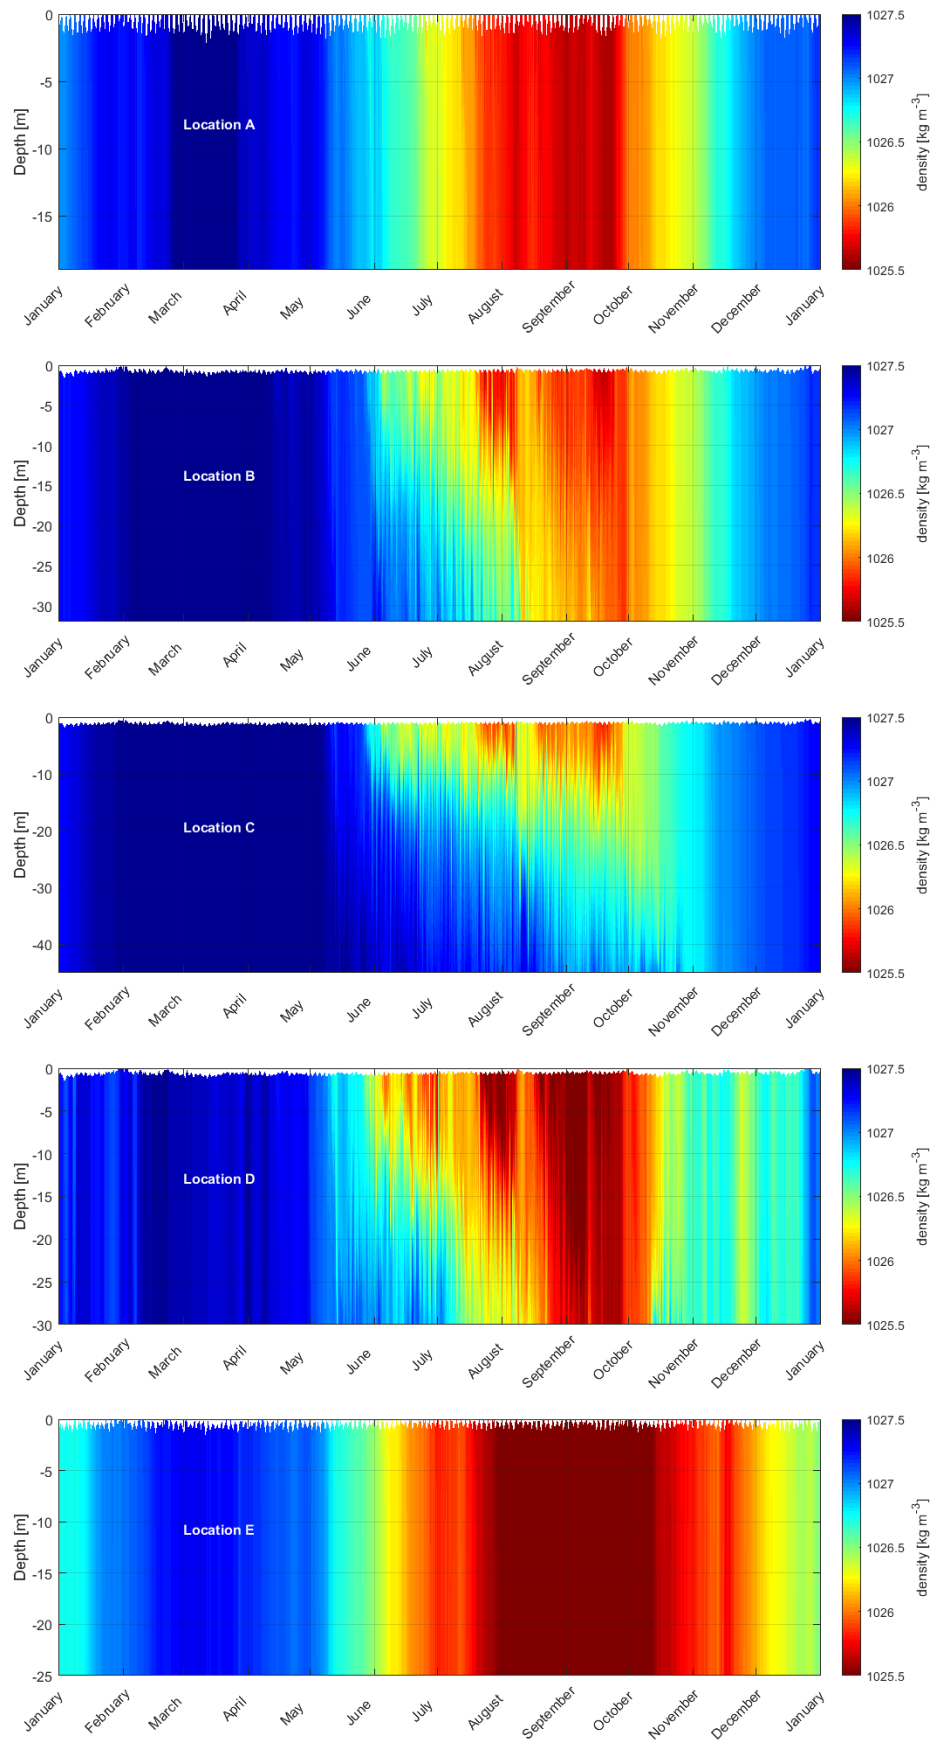 0
-5
-10
-15
Depth [m]
Location A
January
February
March
April
May
June
July
August
September
October
November
December
January
1027.5
1027
1026.5
1026
1025.5
density [kg m-3]
0
-5
-10
-15
-20
-25
-30
Depth [m]
Location B
January
February
March
April
May
June
July
August
September
October
November
December
January
1027.5
1027
1026.5
1026
1025.5
density [kg m-3]
0
-10
-20
-30
-40
Depth [m]
Location C
January
February
March
April
May
June
July
August
September
October
November
December
January
1027.5
1027
1026.5
1026
1025.5
density [kg m-3]
0
-5
-10
-15
-20
-25
-30
Depth [m]
Location D
January
February
March
April
May
June
July
August
September
October
November
December
January
1027.5
1027
1026.5
1026
1025.5
density [kg m-3]
0
-5
-10
-15
-20
-25
Depth [m]
Location E
January
February
March
April
May
June
July
August
September
October
November
December
January
1027.5
1027
1026.5
1026
1025.5
density [kg m-3]